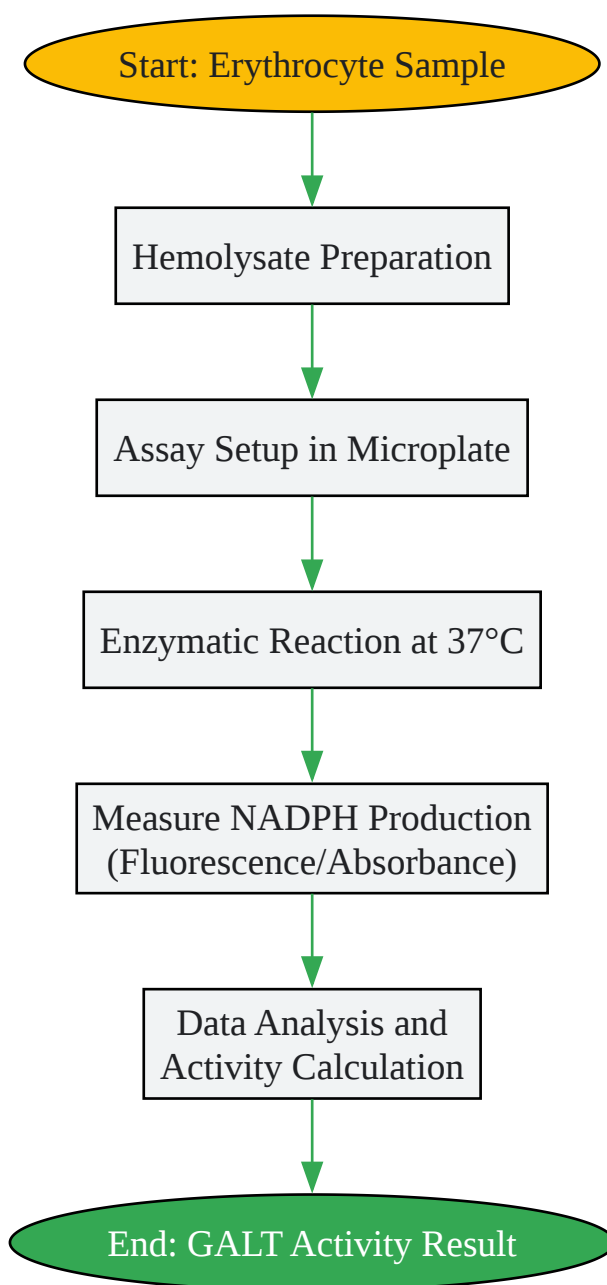 Start: Erythrocyte Sample
Hemolysate Preparation
Assay Setup in Microplate
Enzymatic Reaction at 37°C
Measure NADPH Production
(Fluorescence/Absorbance)
Data Analysis and
Activity Calculation
End: GALT Activity Result